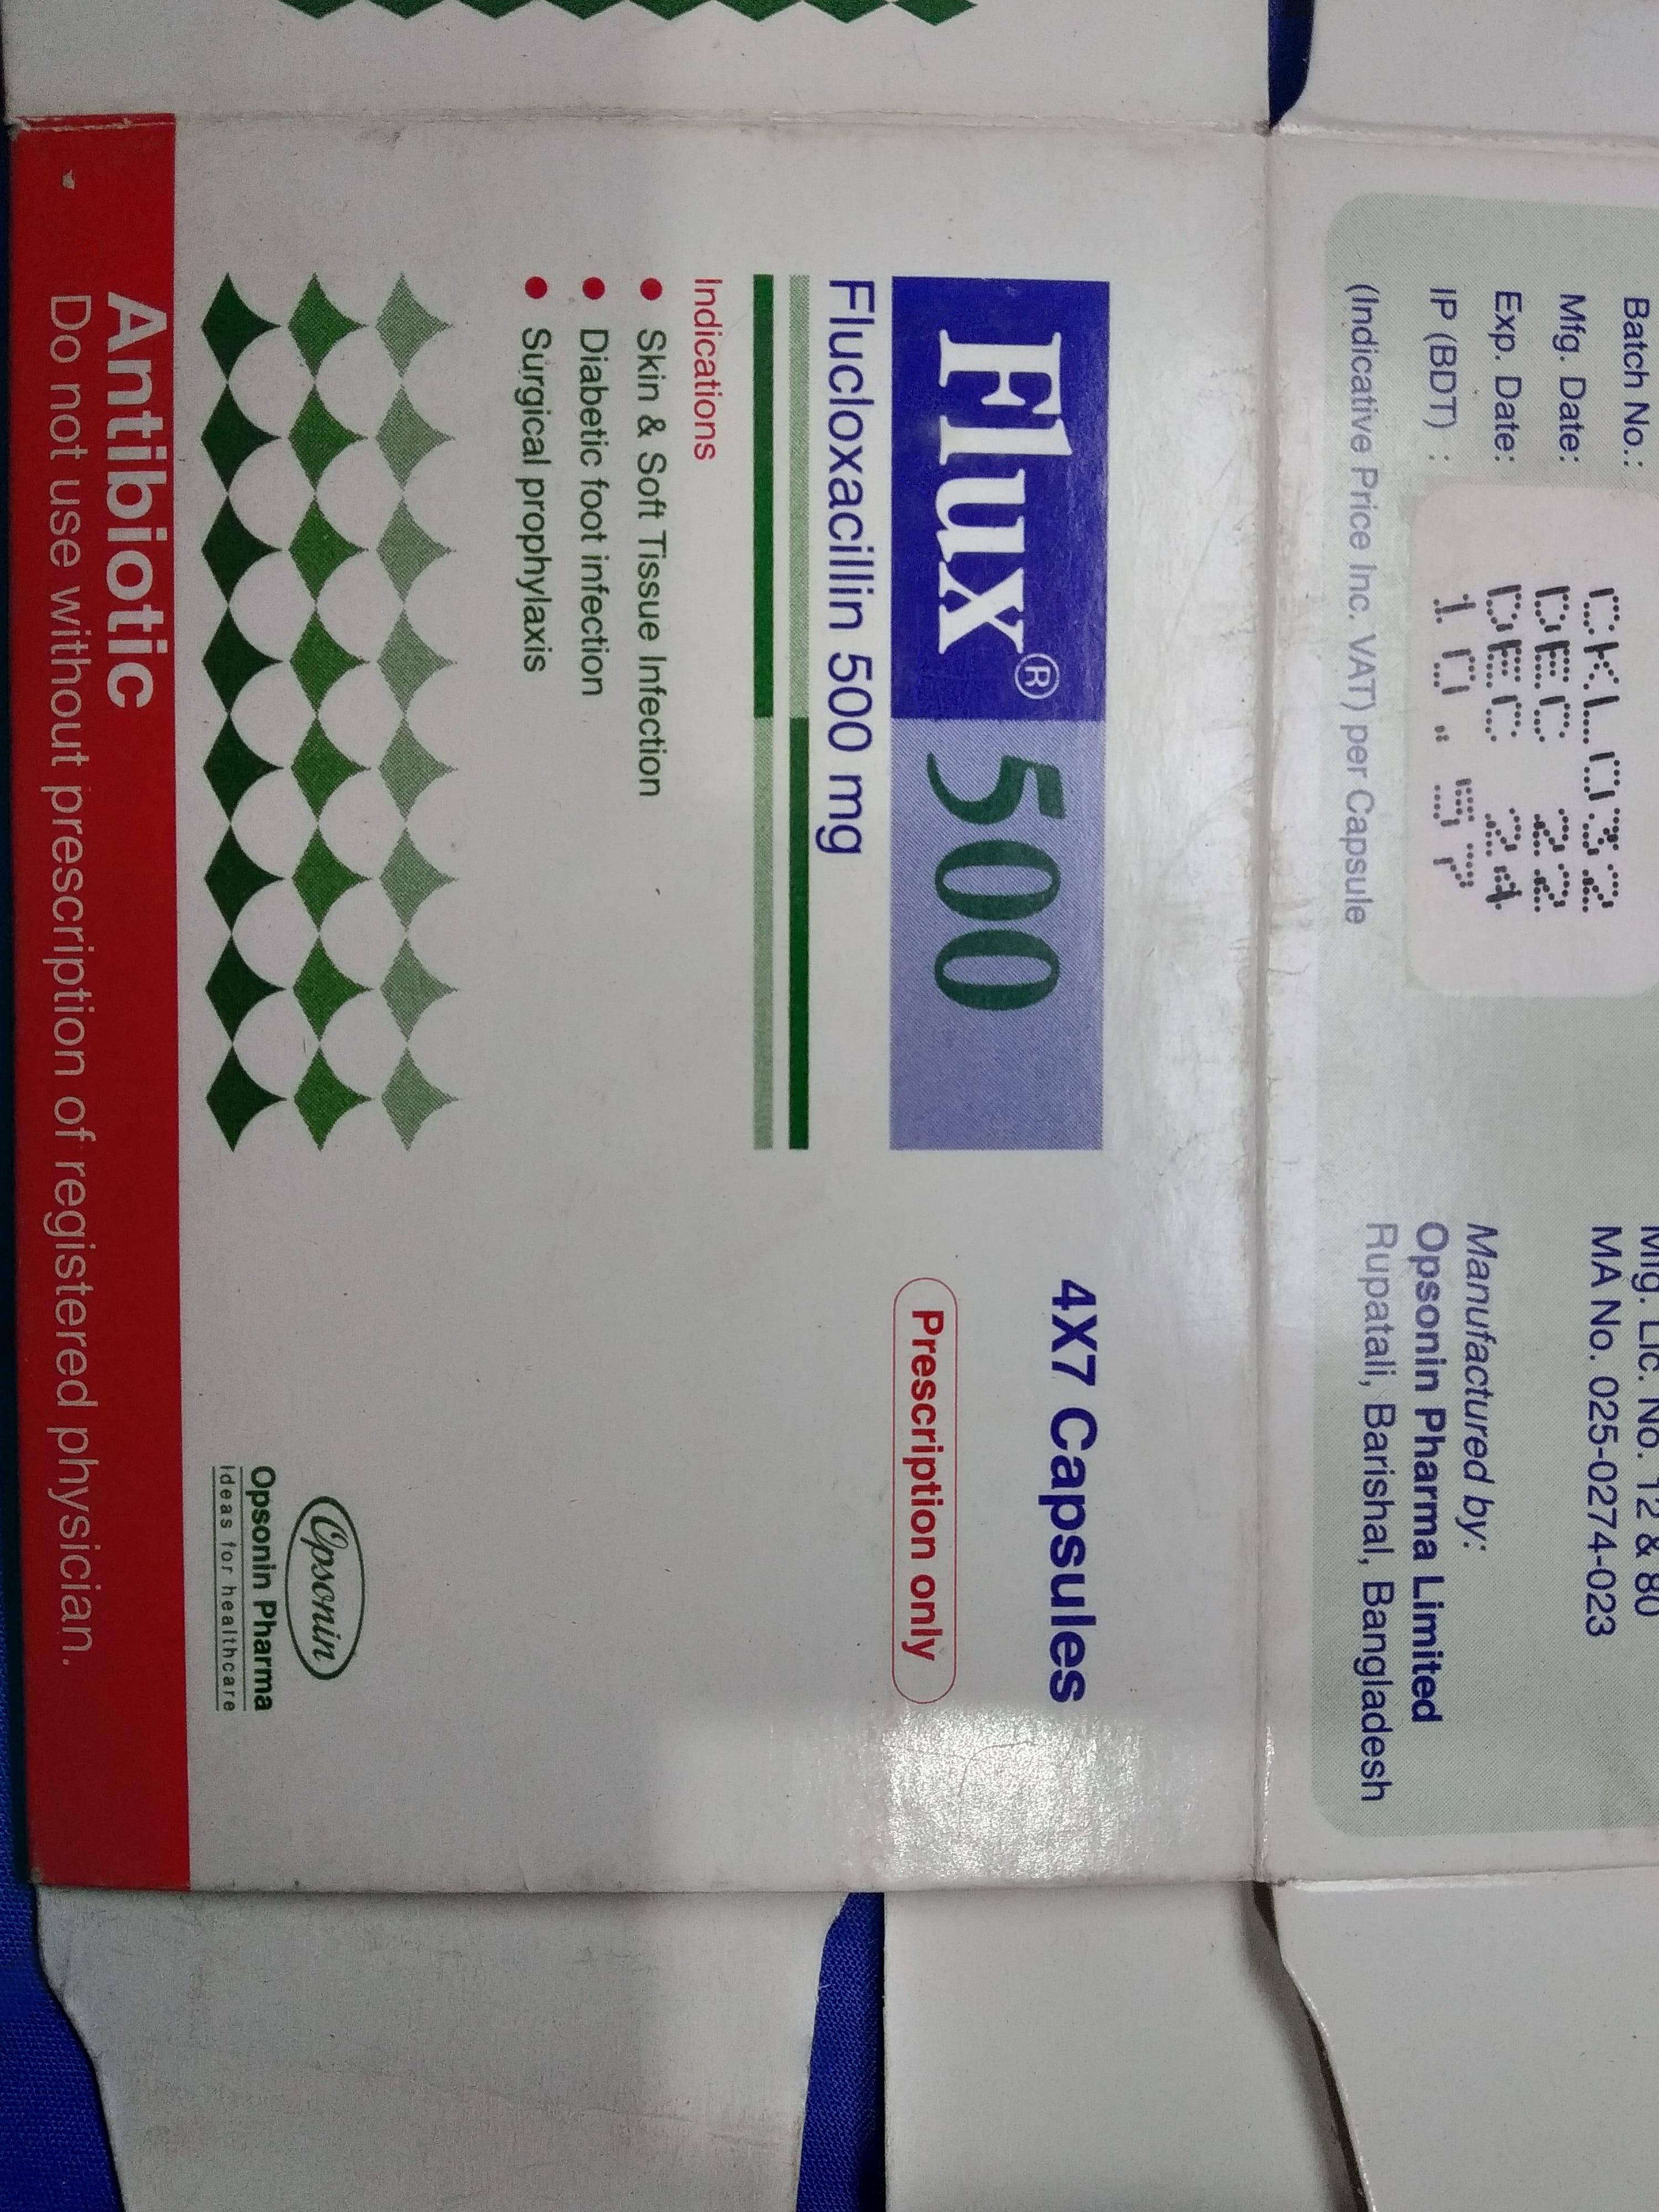 Batch No.: CKL032
Mfg. Date: DEC 22
Exp. Date: DEC 24
IP (BDT) : 10.57
(Indicative Price Inc. VAT) per Capsule
Mfg. Lic. No. 12 & 80
MA No. 025-0274-023
Manufactured by:
Opsonin Pharma Limited
Rupatali, Barishal, Bangladesh
Flux® 500
Flucloxacillin 500 mg
4X7 Capsules
Prescription only
Indications
● Skin & Soft Tissue Infection
● Diabetic foot infection
● Surgical prophylaxis
Opsonin
Opsonin Pharma
Ideas for healthcare
Antibiotic
Do not use without prescription of registered physician.